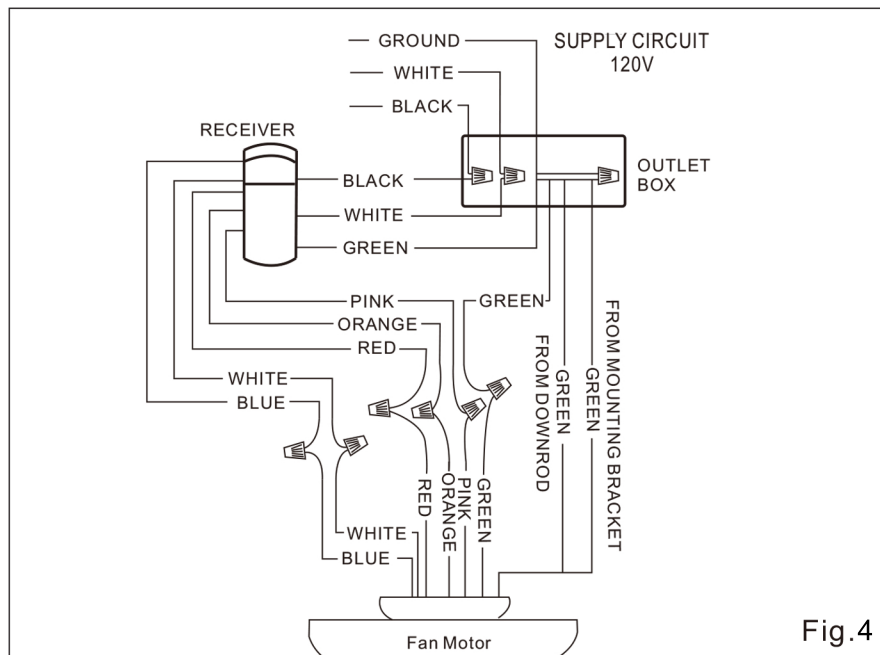 GROUND
SUPPLY CIRCUIT
120V
WHITE
BLACK
RECEIVER
OUTLET
BOX
BLACK
WHITE
GREEN
PINK
GREEN
ORANGE
RED
WHITE
BLUE
FROM DOWNROD
GREEN
GREEN
FROM MOUNTING BRACKET
RED
ORANGE
PINK
GREEN
WHITE
BLUE
Fan Motor
Fig.4